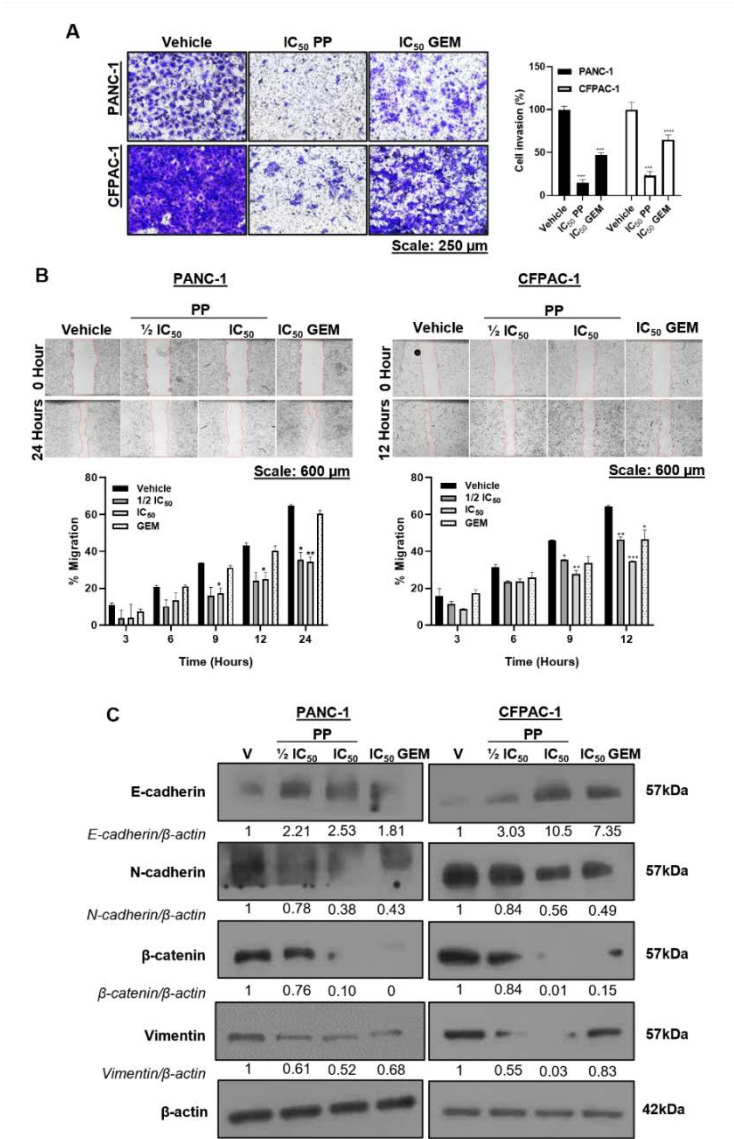 A
Vehicle IC50 PP IC50 GEM
PANC-1
CFPAC-1
Scale: 250 µm
Cell invasion (%)
150
100
50
0
PANC-1
CFPAC-1
*** *** *** ****
Vehicle IC50 PP IC50 GEM Vehicle IC50 PP IC50 GEM
B
PANC-1
PP
Vehicle ½ IC50 IC50 IC50 GEM
0 Hour
24 Hours
Scale: 600 µm
CFPAC-1
PP
Vehicle ½ IC50 IC50 IC50 GEM
0 Hour
12 Hours
Scale: 600 µm
% Migration
80
60
40
20
0
Vehicle
1/2 IC50
IC50
GEM
* * * **
3 6 9 12 24
Time (Hours)
% Migration
80
60
40
20
0
Vehicle
1/2 IC50
IC50
GEM
* ** ** *** *
3 6 9 12
Time (Hours)
C
PANC-1 CFPAC-1
PP PP
V ½ IC50 IC50 IC50 GEM V ½ IC50 IC50 IC50 GEM
E-cadherin 57kDa
E-cadherin/β-actin 1 2.21 2.53 1.81 1 3.03 10.5 7.35
N-cadherin 57kDa
N-cadherin/β-actin 1 0.78 0.38 0.43 1 0.84 0.56 0.49
β-catenin 57kDa
β-catenin/β-actin 1 0.76 0.10 0 1 0.84 0.01 0.15
Vimentin 57kDa
Vimentin/β-actin 1 0.61 0.52 0.68 1 0.55 0.03 0.83
β-actin 42kDa